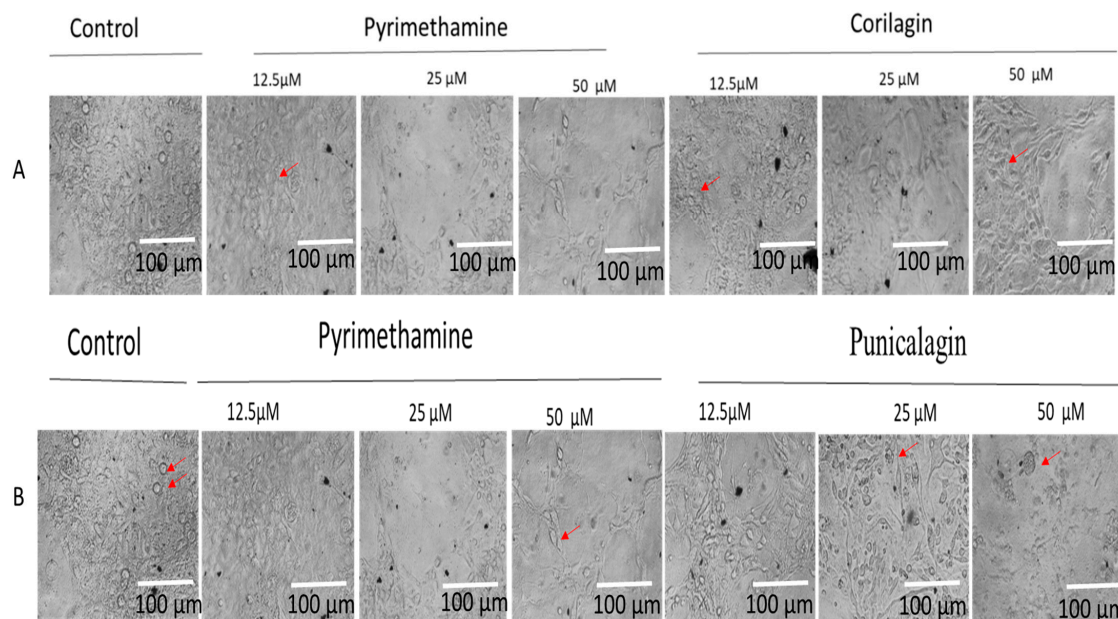 Control Pyrimethamine Corilagin
12.5μM 25 μM 50 μM 12.5μM 25 μM 50 μM
A
100 μm 100 μm 100 μm 100 μm 100 μm 100 μm 100 μm
Control Pyrimethamine Punicalagin
12.5μM 25 μM 50 μM 12.5μM 25 μM 50 μM
B
100 μm 100 μm 100 μm 100 μm 100 μm 100 μm 100 μm